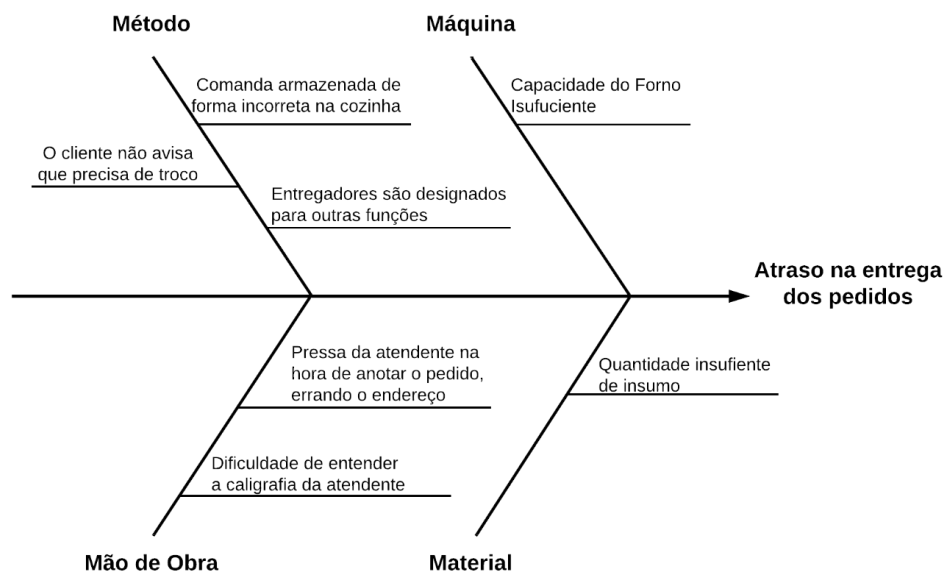 Método
Máquina
Comanda armazenada de
forma incorreta na cozinha
Capacidade do Forno
Isufuciente
O cliente não avisa
que precisa de troco
Entregadores são designados
para outras funções
Atraso na entrega
dos pedidos
Pressa da atendente na
hora de anotar o pedido,
errando o endereço
Quantidade insufiente
de insumo
Dificuldade de entender
a caligrafia da atendente
Mão de Obra
Material